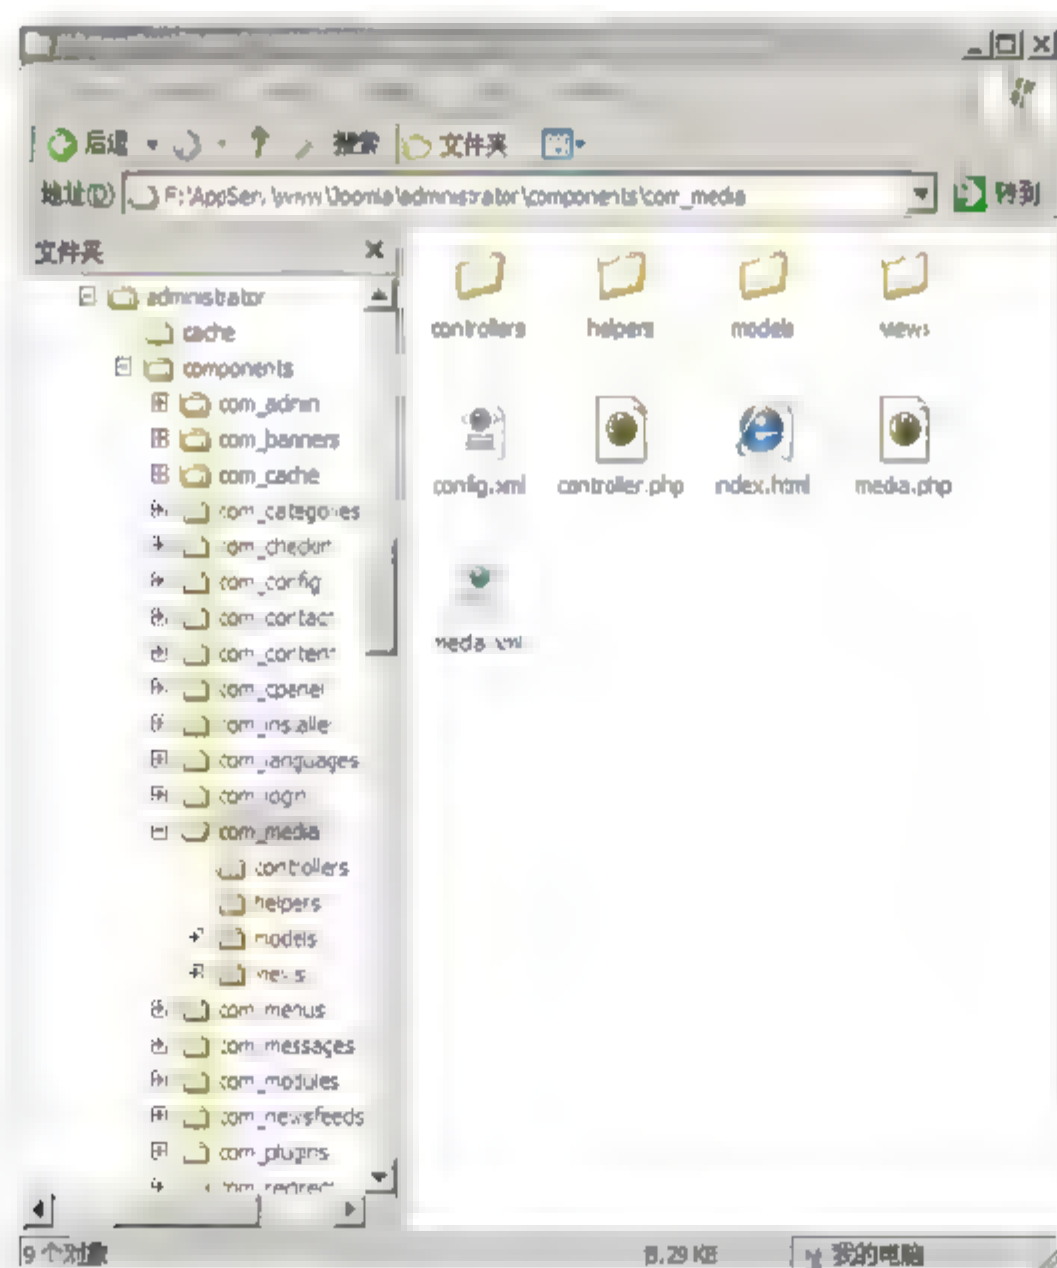 后退 搜索 文件夹
地址(D) F:\AppServ\www\Joomla\administrator\components\com_media 转到
文件夹
administrator
cache
components
com_admin
com_banners
com_cache
com_categories
com_checkin
com_config
com_contact
com_content
com_cpanel
com_installer
com_languages
com_login
com_media
controllers
helpers
models
views
com_menus
com_messages
com_modules
com_newsfeeds
com_plugins
com_redirect
controllers helpers models views
config.xml controller.php index.html media.php
media.xml
9 个对象 8.29 KB 我的电脑